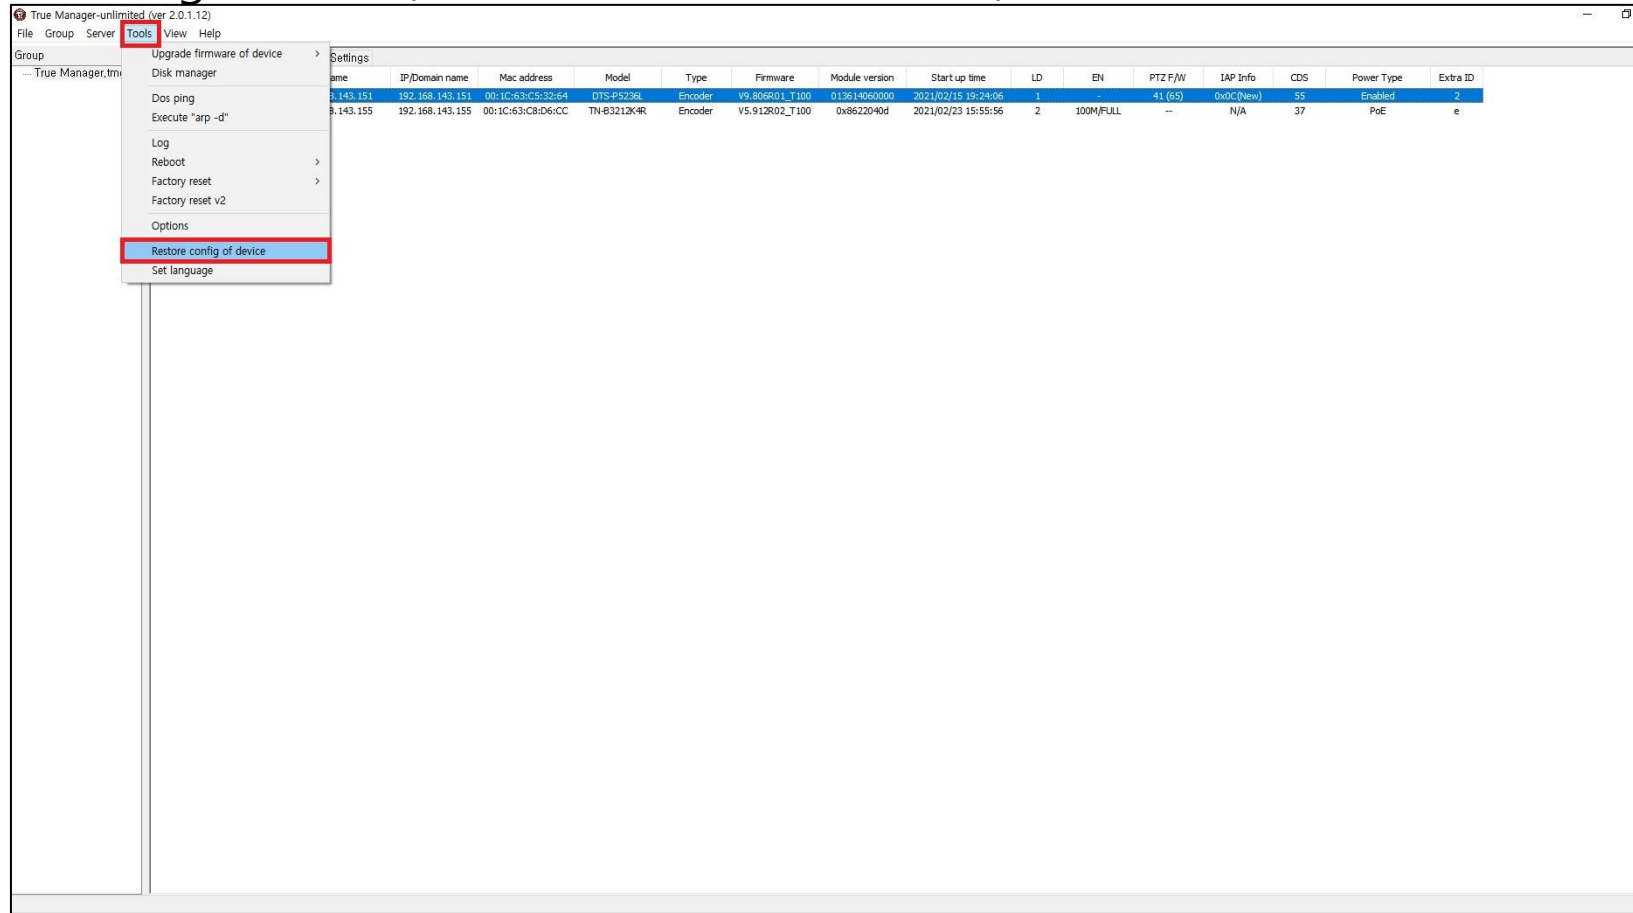 True Manager-unlimited (ver 2.0.1.12)
File Group Server Tools View Help
Group
True Manager,tm
Upgrade firmware of device >
Disk manager
Dos ping
Execute "arp -d"
Log
Reboot >
Factory reset >
Factory reset v2
Options
Restore config of device
Set language
Settings
ame IP/Domain name Mac address Model Type Firmware Module version Start up time LD EN PTZ F/W IAP Info CDS Power Type Extra ID
.143.151 192.168.143.151 00:1C:63:C5:32:64 DTS-P5236L Encoder V9.806R01_T100 013614060000 2021/02/15 19:24:06 1 - 41 (65) 0x0C(New) 55 Enabled 2
.143.155 192.168.143.155 00:1C:63:C8:D6:CC TN-B3212K4R Encoder V5.912R02_T100 0x8622040d 2021/02/23 15:55:56 2 100M/FULL -- N/A 37 PoE e